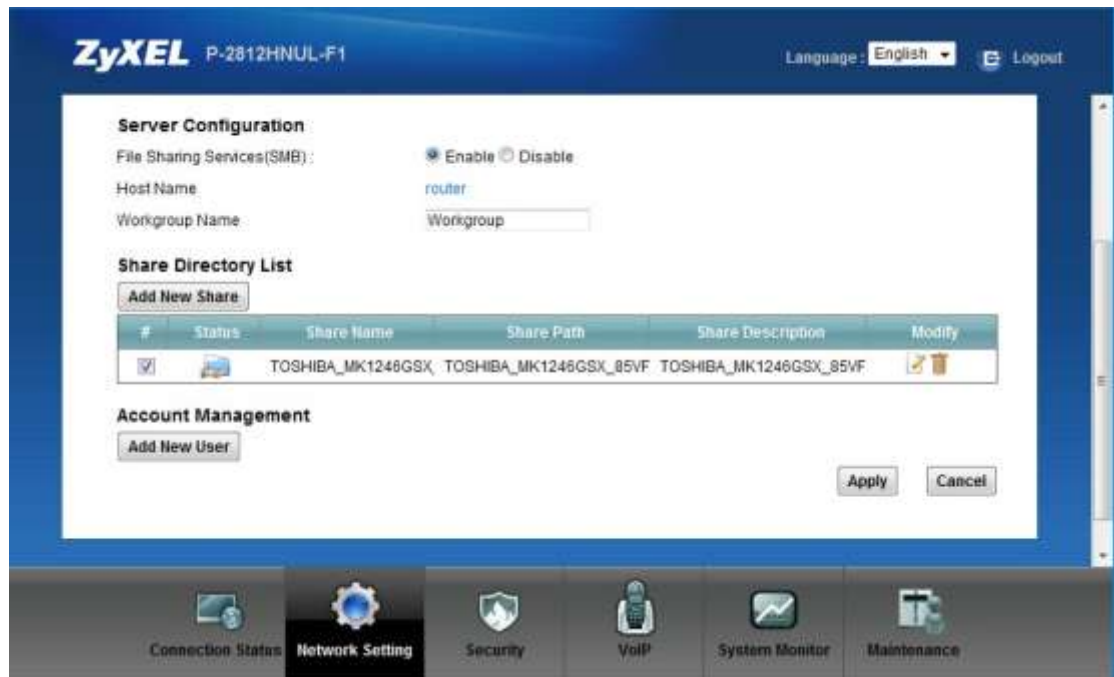 ZyXEL P-2812HNUL-F1 Language : English Logout
Server Configuration
File Sharing Services(SMB) : Enable Disable
Host Name router
Workgroup Name Workgroup
Share Directory List
Add New Share
# Status Share Name Share Path Share Description Modify
TOSHIBA_MK1246GSX_ TOSHIBA_MK1246GSX_85VF TOSHIBA_MK1246GSX_85VF
Account Management
Add New User
Apply Cancel
Connection Status Network Setting Security VoIP System Monitor Maintenance